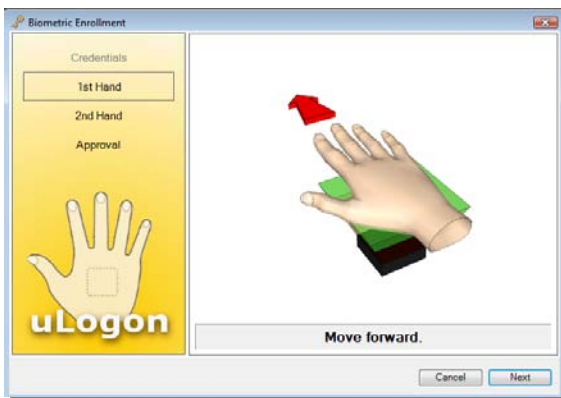 Biometric Enrollment
Credentials
1st Hand
2nd Hand
Approval
uLogon
Move forward.
Cancel
Next